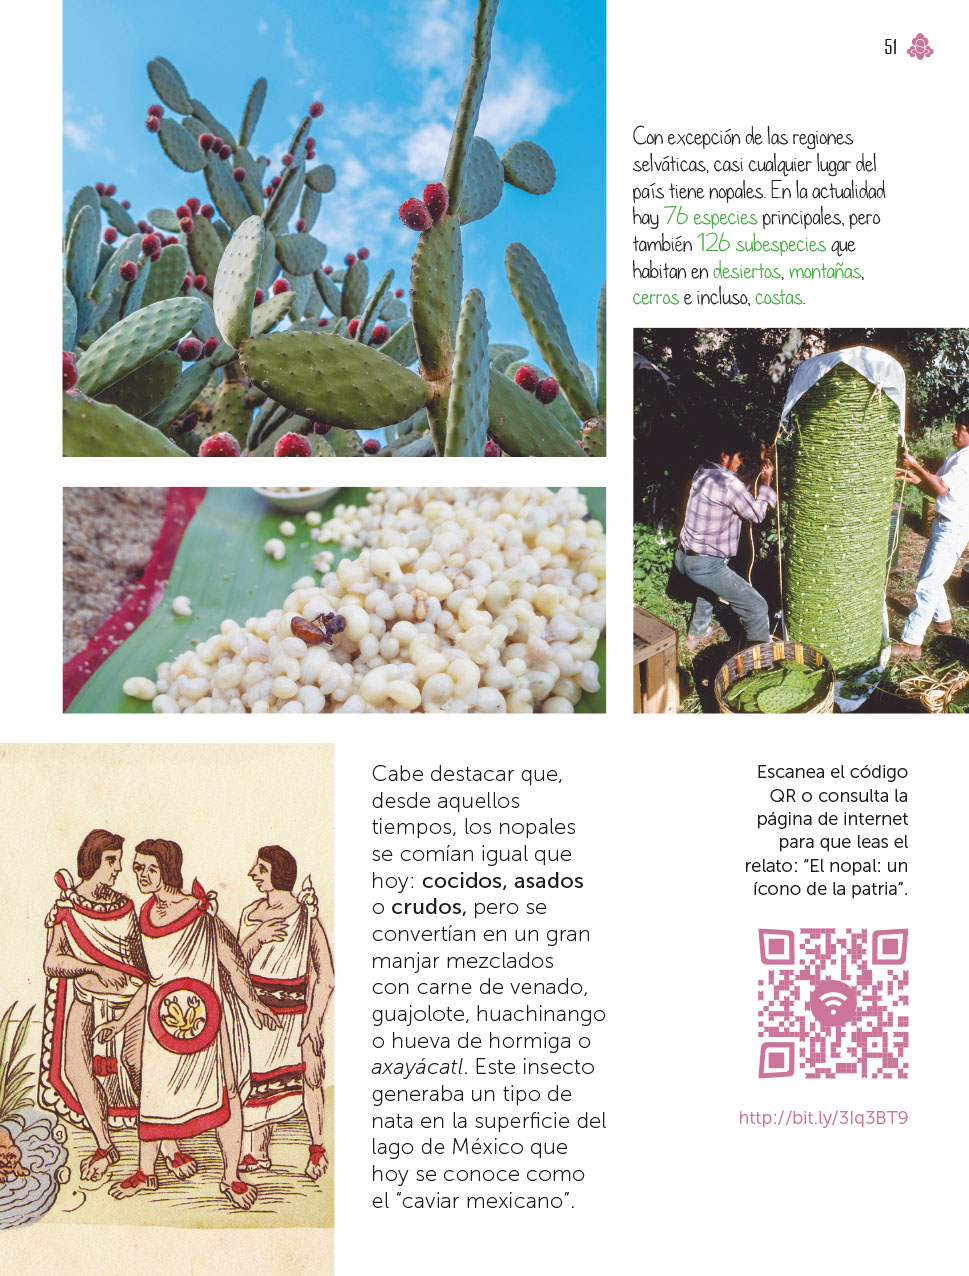 51
Con excepción de las regiones
selváticas, casi cualquier lugar del
país tiene nopales. En la actualidad
hay 76 especies principales, pero
también 126 subespecies que
habitan en desiertos, montañas,
cerros e incluso, costas.
Cabe destacar que,
desde aquellos
tiempos, los nopales
se comían igual que
hoy: cocidos, asados
o crudos, pero se
convertían en un gran
manjar mezclados
con carne de venado,
guajolote, huachinango
o hueva de hormiga o
axayácatl. Este insecto
generaba un tipo de
nata en la superficie del
lago de México que
hoy se conoce como
el “caviar mexicano”.
Escanea el código
QR o consulta la
página de internet
para que leas el
relato: “El nopal: un
ícono de la patria”.
http://bit.ly/3Iq3BT9